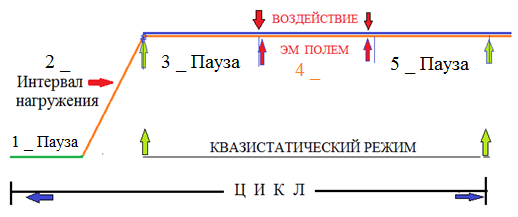 ВОЗДЕЙСТВИЕ
ЭМ ПОЛЕМ
2 _
3 _ Пауза
4 _
5 _ Пауза
Интервал
нагружения
1 _ Пауза
КВАЗИСТАТИЧЕСКИЙ РЕЖИМ
Ц И К Л